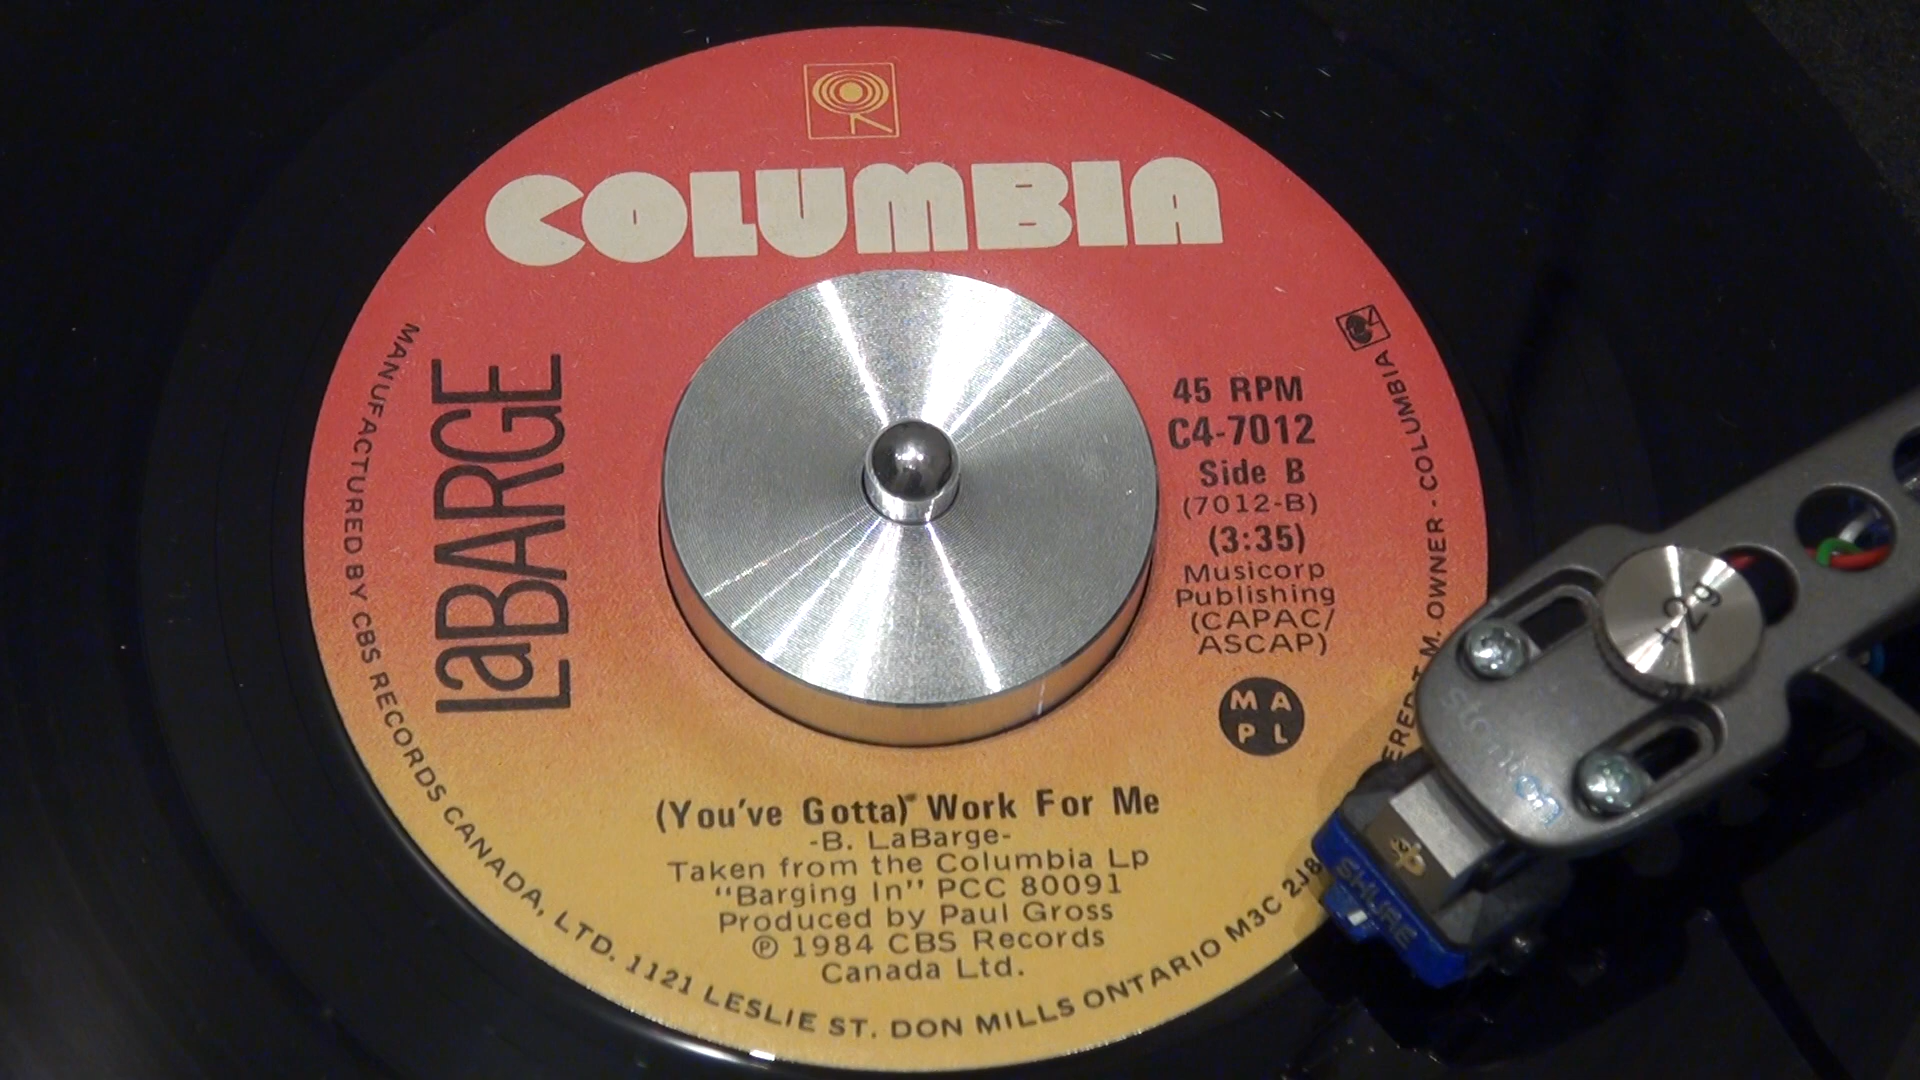 COLUMBIA
LaBARGE
45 RPM
C4-7012
Side B
(7012-B)
(3:35)
Musicorp
Publishing
(CAPAC/
ASCAP)
M A
P L
(You've Gotta) Work For Me
-B. LaBarge-
Taken from the Columbia Lp
"Barging In" PCC 80091
Produced by Paul Gross
℗ 1984 CBS Records
Canada Ltd.
MANUFACTURED BY CBS RECORDS CANADA, LTD. 1121 LESLIE ST. DON MILLS ONTARIO M3C 2J8
M. OWNER - COLUMBIA
SHURE